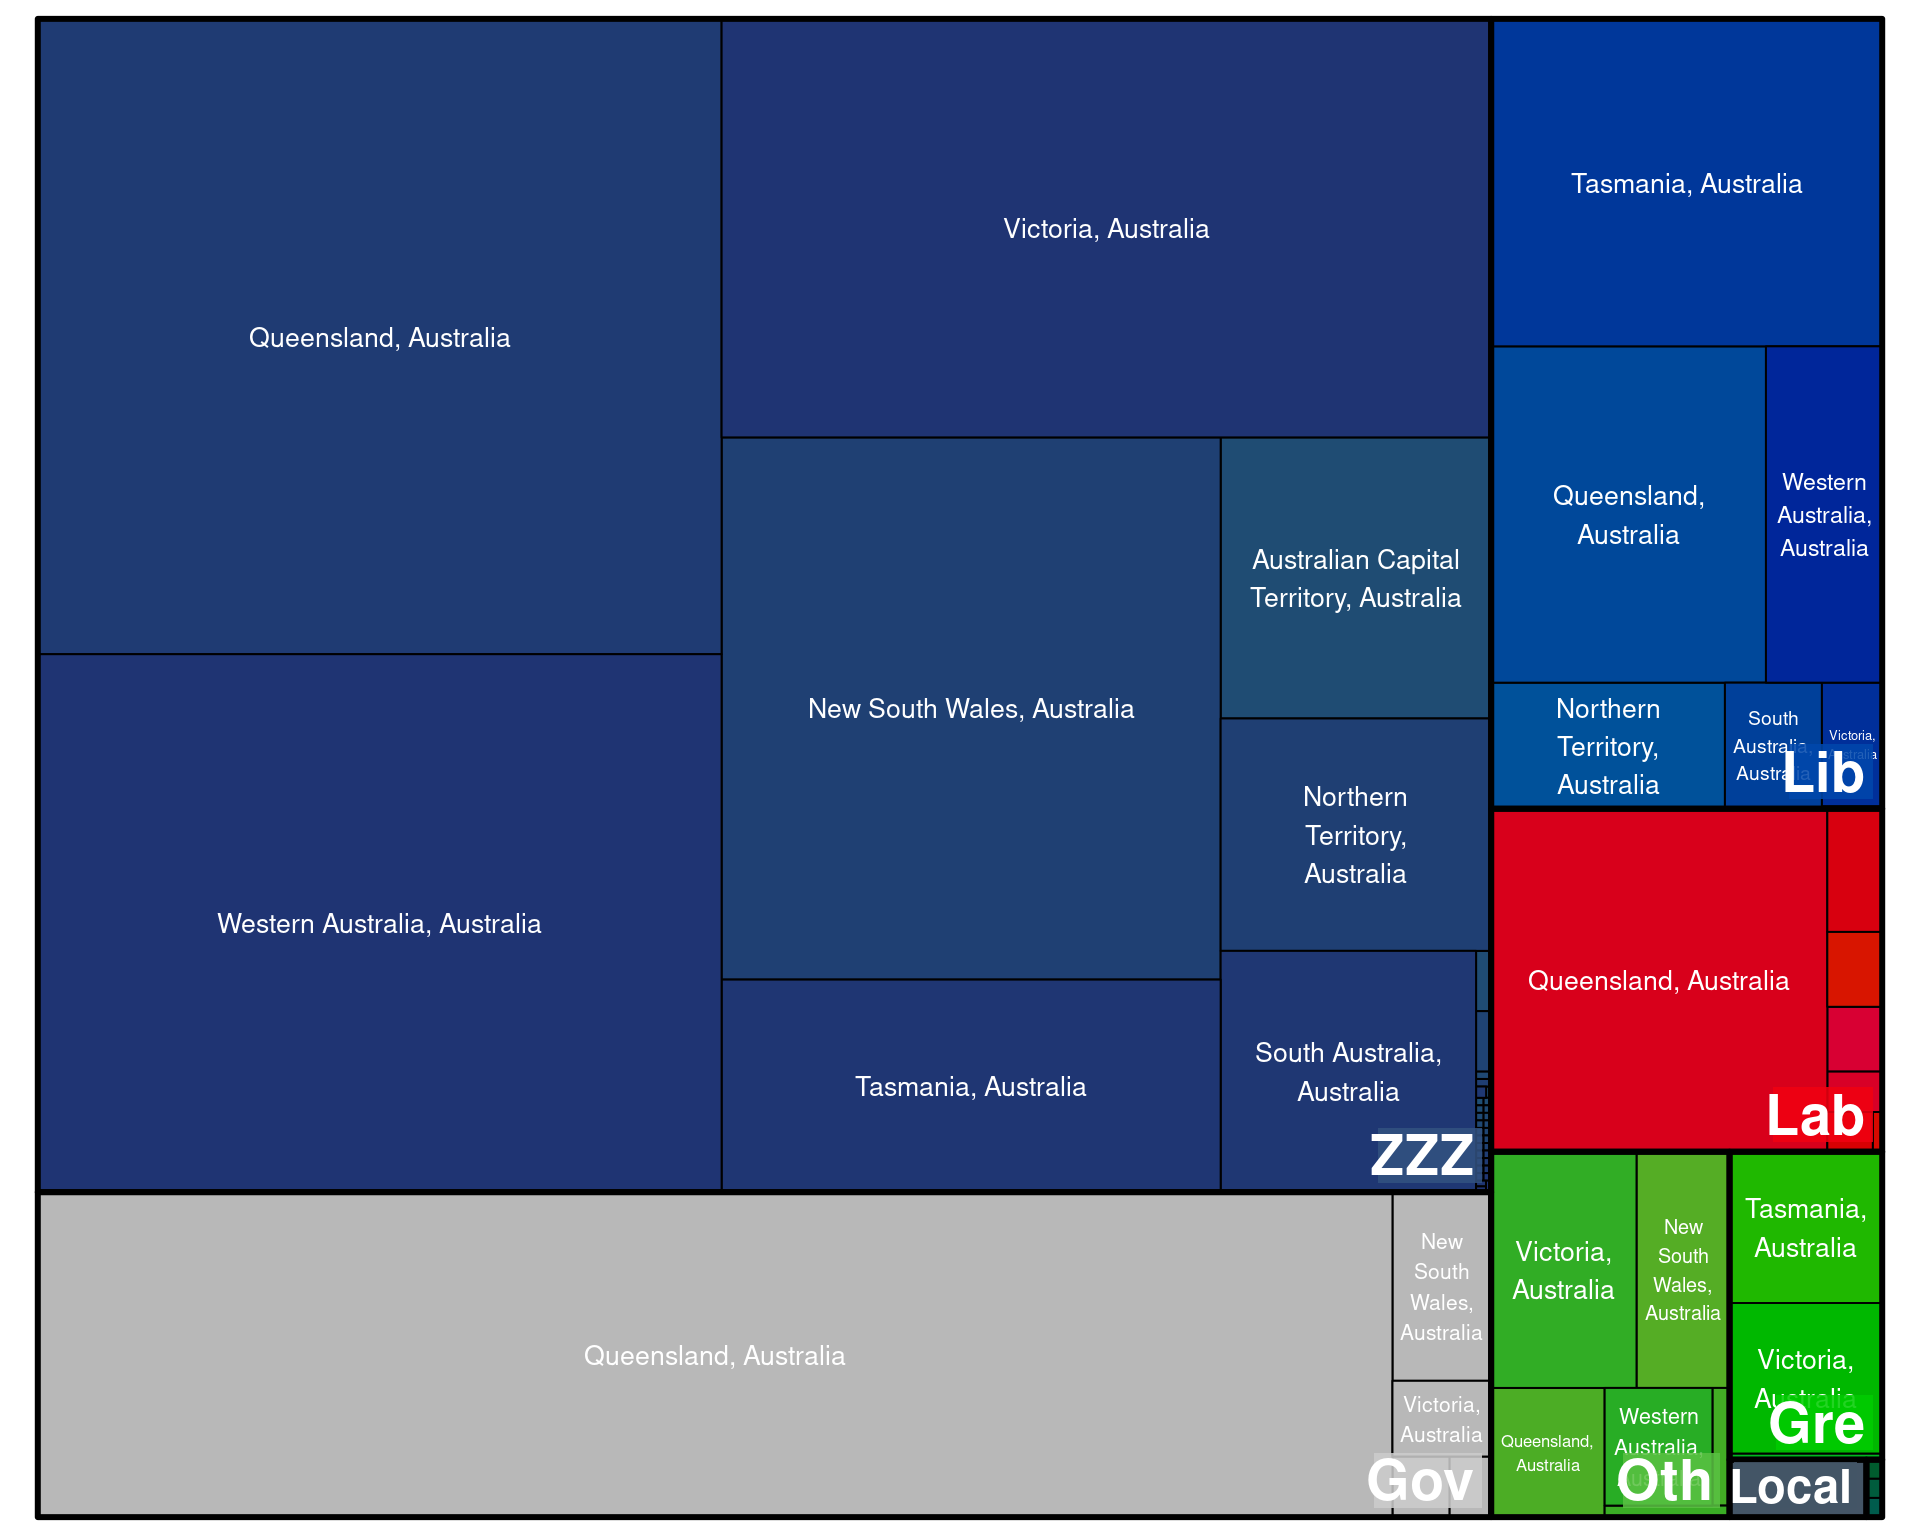 Queensland, Australia
Victoria, Australia
Western Australia, Australia
New South Wales, Australia
Australian Capital
Territory, Australia
Northern
Territory,
Australia
Tasmania, Australia
South Australia,
Australia
ZZZ
Queensland, Australia
New
South
Wales,
Australia
Victoria,
Australia
Gov
Tasmania, Australia
Queensland,
Australia
Western
Australia,
Australia
Northern
Territory,
Australia
South
Australia,
Australia
Victoria,
Australia
Lib
Queensland, Australia
Lab
Victoria,
Australia
New
South
Wales,
Australia
Queensland,
Australia
Western
Australia,
Australia
Oth
Tasmania,
Australia
Victoria,
Australia
Gre
Local